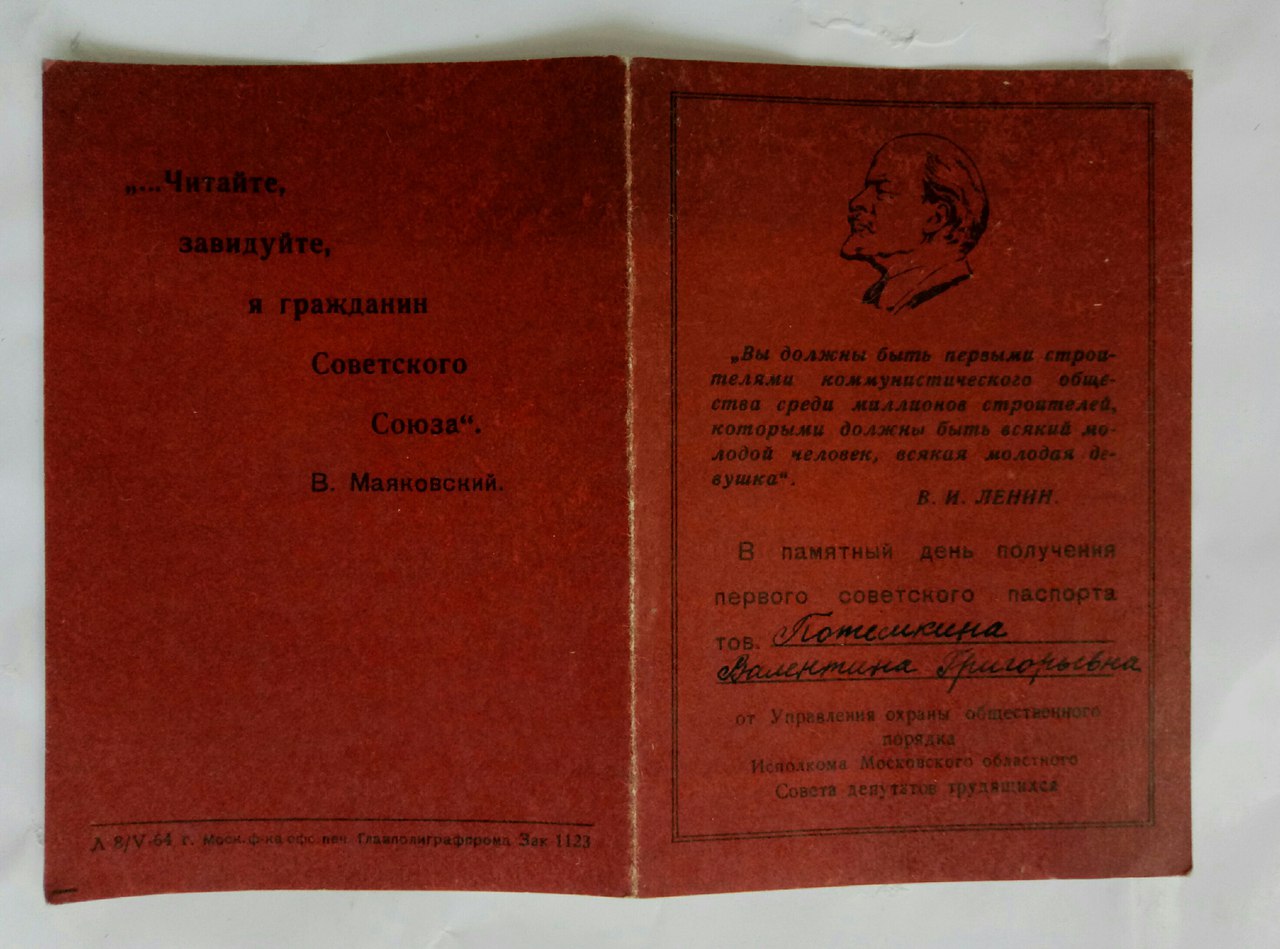 „...Читайте,
завидуйте,
я гражданин
Советского
Союза“.
В. Маяковский.
Л 8/V-64 г. Моск. ф-ка офс. печ. Главполиграфпрома Зак 1123
„Вы должны быть первыми строи-
телями коммунистического обще-
ства среди миллионов строителей,
которыми должны быть всякий мо-
лодой человек, всякая молодая де-
вушка“.
В. И. ЛЕНИН.
В памятный день получения
первого советского паспорта
тов. Потемкина
Валентина Григорьевна
от Управления охраны общественного
порядка
Исполкома Московского областного
Совета депутатов трудящихся